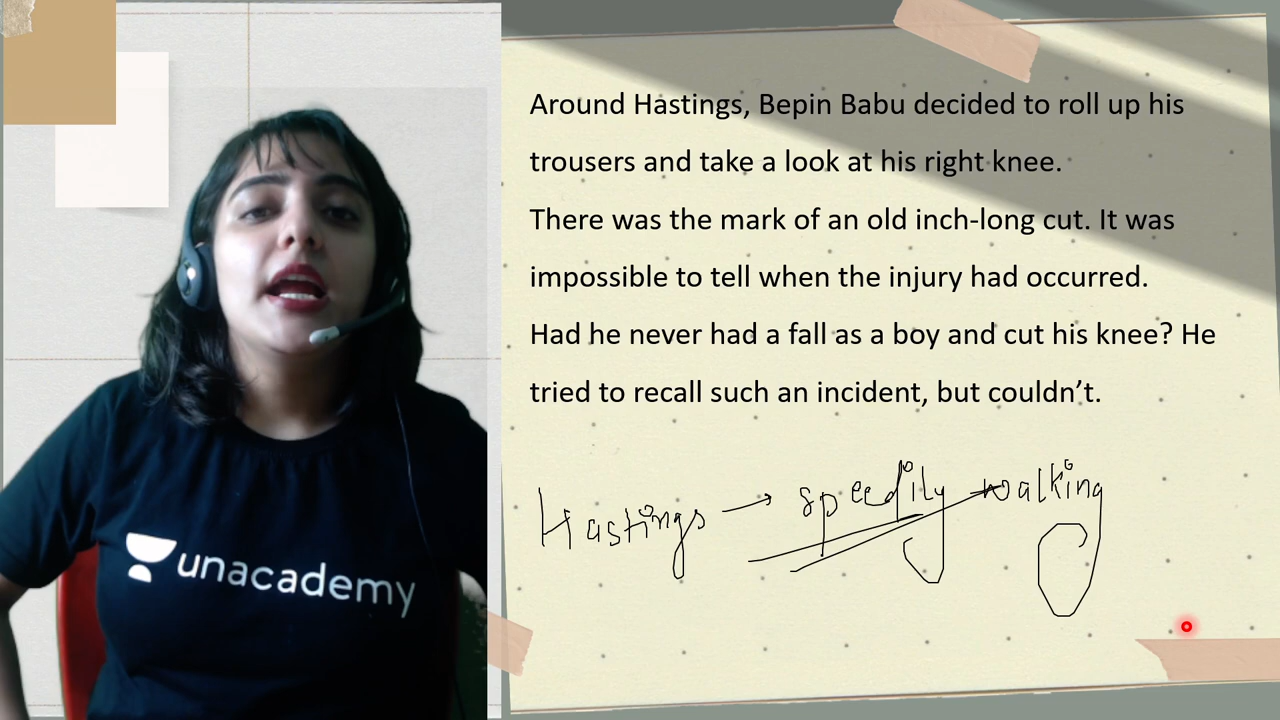 Around Hastings, Bepin Babu decided to roll up his
trousers and take a look at his right knee.
There was the mark of an old inch-long cut. It was
impossible to tell when the injury had occurred.
Had he never had a fall as a boy and cut his knee? He
tried to recall such an incident, but couldn’t.
Hastings → speedily walking
unacademy